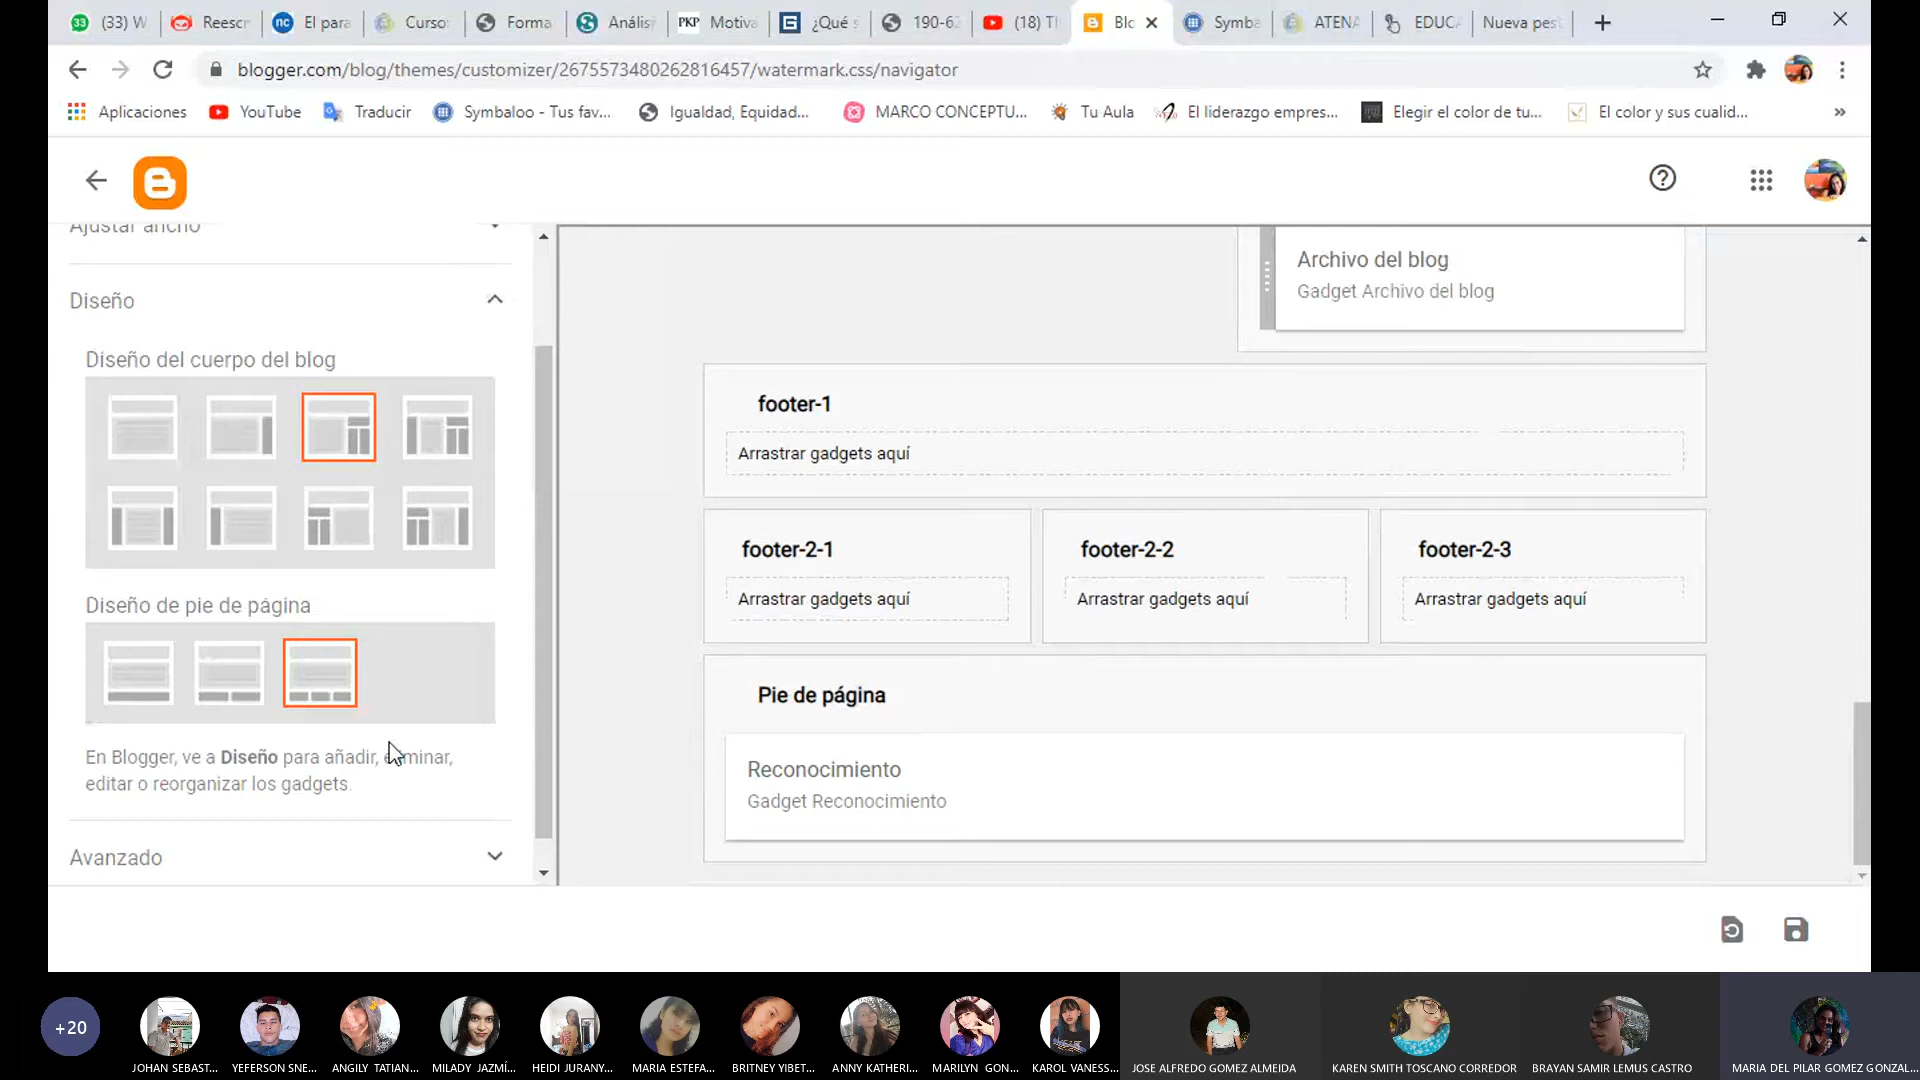 (33) W
Reescr
El para
Curso:
Forma
Análisi
PKP Motiva
¿Qué s
190-62
(18) Tl
Blc
Symba
ATENA
EDUCA
Nueva pest
blogger.com/blog/themes/customizer/2675573480262816457/watermark.css/navigator
Aplicaciones
YouTube
Traducir
Symbaloo - Tus fav...
Igualdad, Equidad...
MARCO CONCEPTU...
Tu Aula
El liderazgo empres...
Elegir el color de tu...
El color y sus cualid...
»
Ajustar ancho
Diseño
Diseño del cuerpo del blog
Diseño de pie de página
En Blogger, ve a Diseño para añadir, eliminar,
editar o reorganizar los gadgets.
Avanzado
Archivo del blog
Gadget Archivo del blog
footer-1
Arrastrar gadgets aquí
footer-2-1
Arrastrar gadgets aquí
footer-2-2
Arrastrar gadgets aquí
footer-2-3
Arrastrar gadgets aquí
Pie de página
Reconocimiento
Gadget Reconocimiento
+20
JOHAN SEBAST...
YEFERSON SNE...
ANGILY TATIAN...
MILADY JAZMÍ...
HEIDI JURANY...
MARIA ESTEFA...
BRITNEY YIBET...
ANNY KATHERI...
MARILYN GON...
KAROL VANESS...
JOSE ALFREDO GOMEZ ALMEIDA
KAREN SMITH TOSCANO CORREDOR
BRAYAN SAMIR LEMUS CASTRO
MARIA DEL PILAR GOMEZ GONZAL...